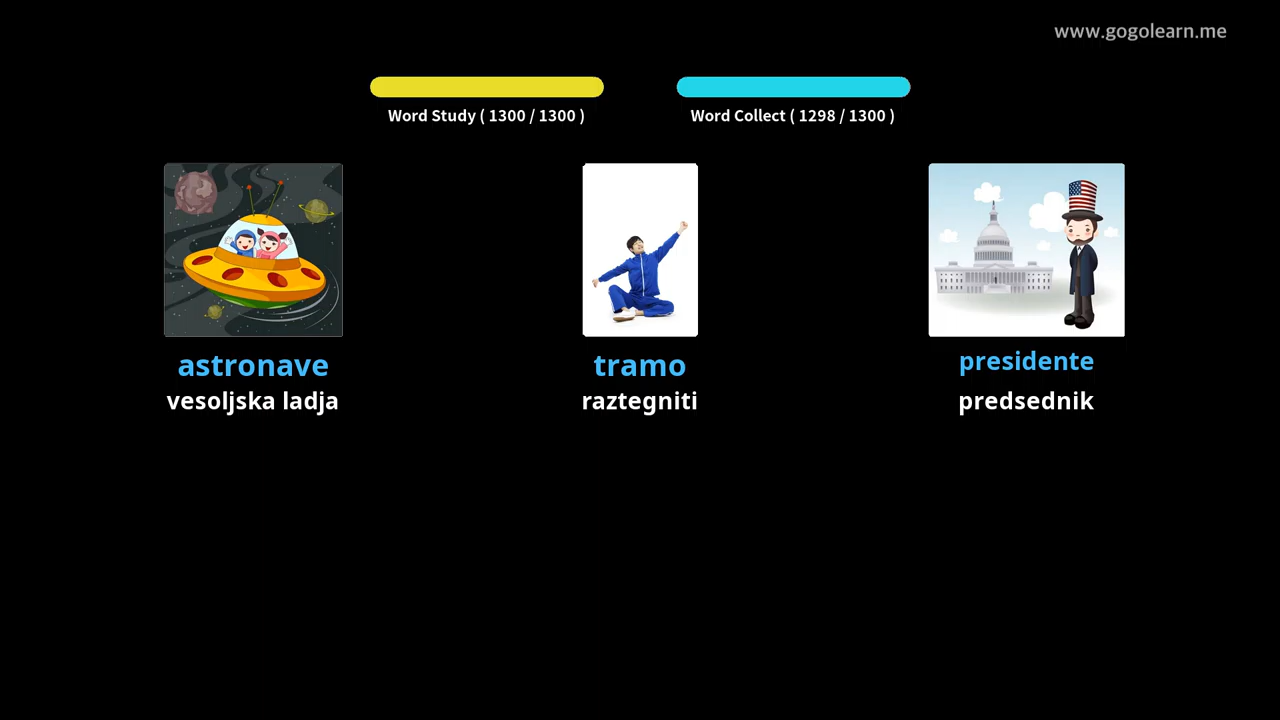 www.gogolearn.me
Word Study ( 1300 / 1300 )
Word Collect ( 1298 / 1300 )
astronave
vesoljska ladja
tramo
raztegniti
presidente
predsednik